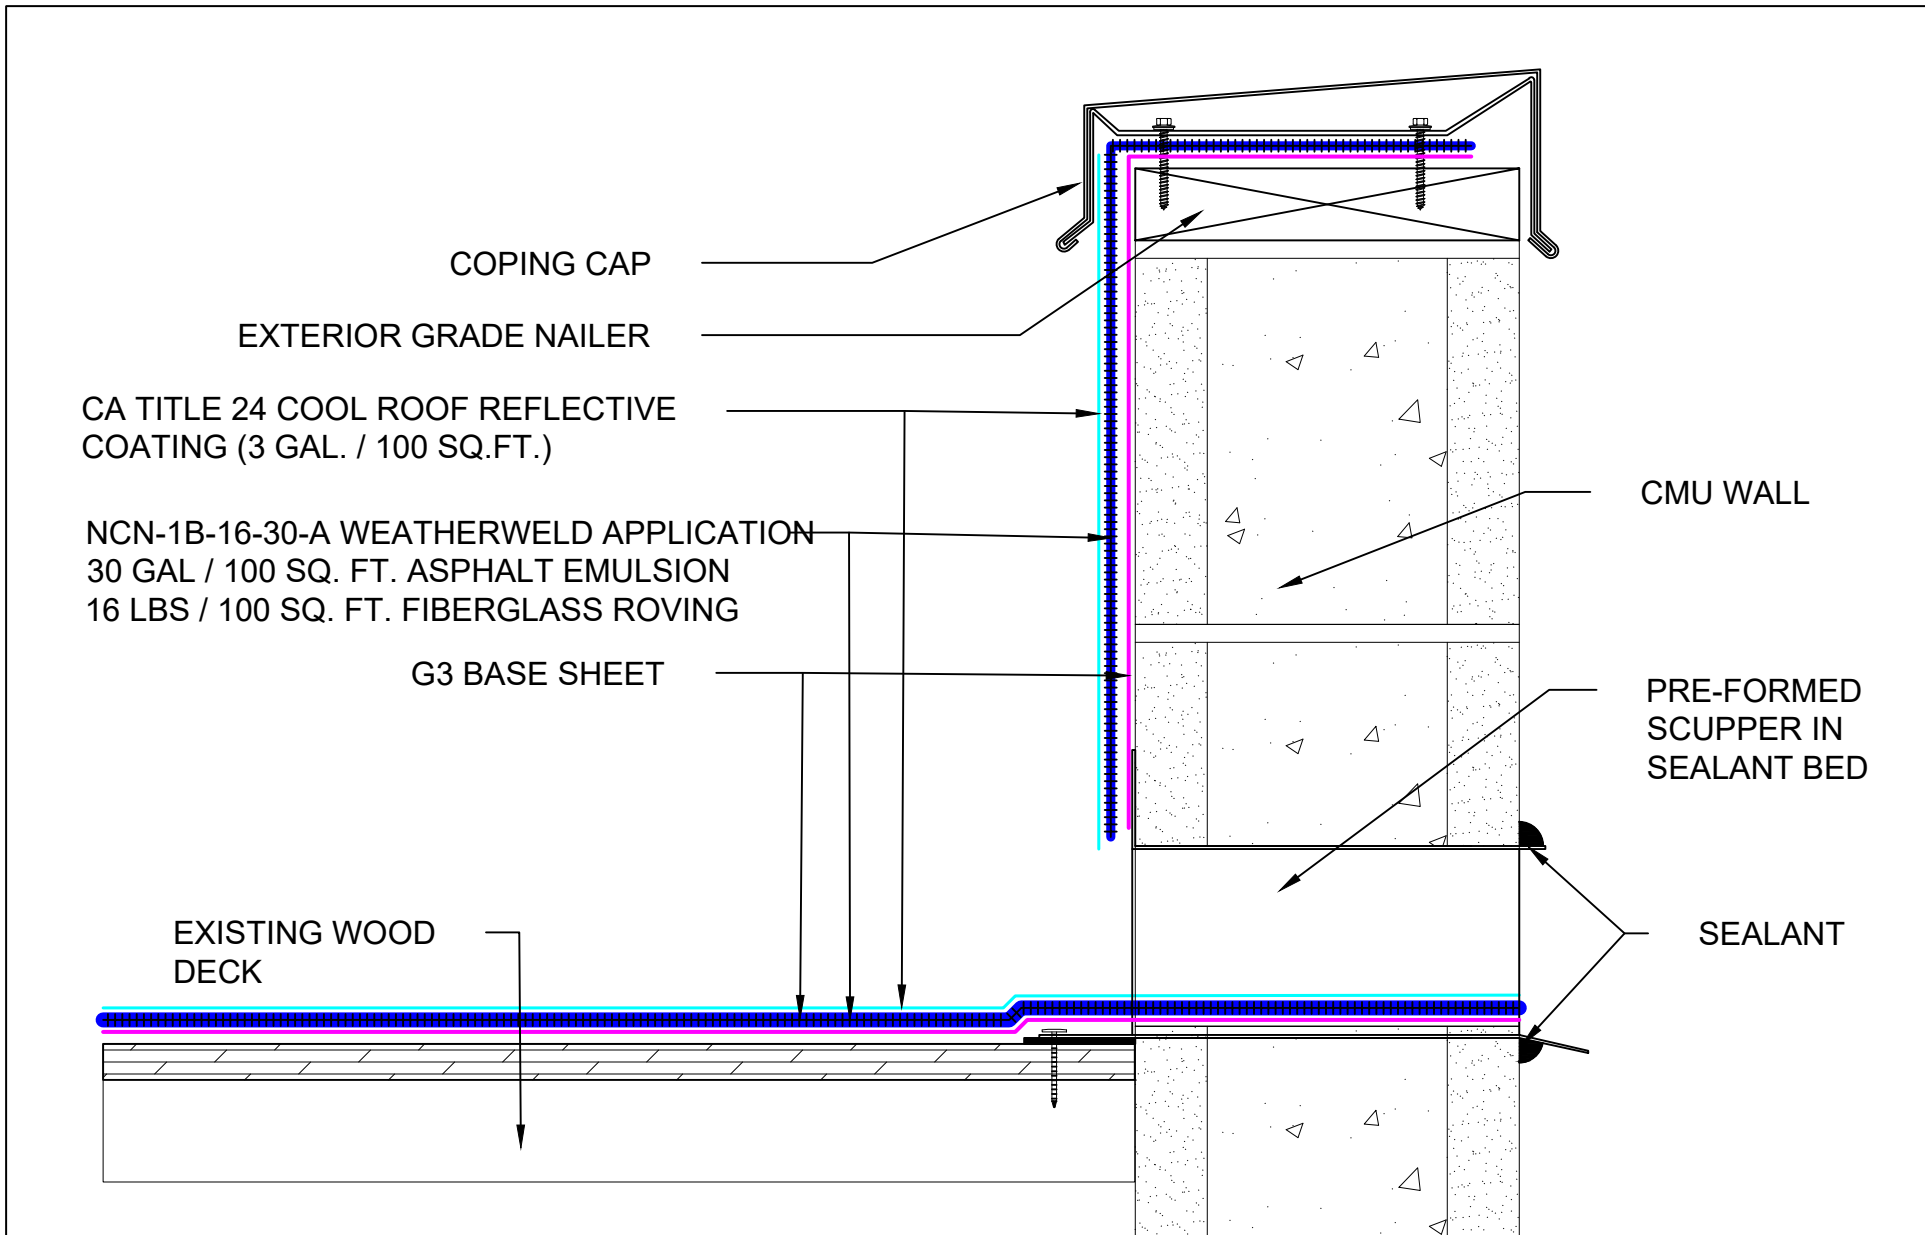 COPING CAP
EXTERIOR GRADE NAILER
CA TITLE 24 COOL ROOF REFLECTIVE
COATING (3 GAL. / 100 SQ.FT.)
NCN-1B-16-30-A WEATHERWELD APPLICATION
30 GAL / 100 SQ. FT. ASPHALT EMULSION
16 LBS / 100 SQ. FT. FIBERGLASS ROVING
G3 BASE SHEET
EXISTING WOOD
DECK
CMU WALL
PRE-FORMED
SCUPPER IN
SEALANT BED
SEALANT